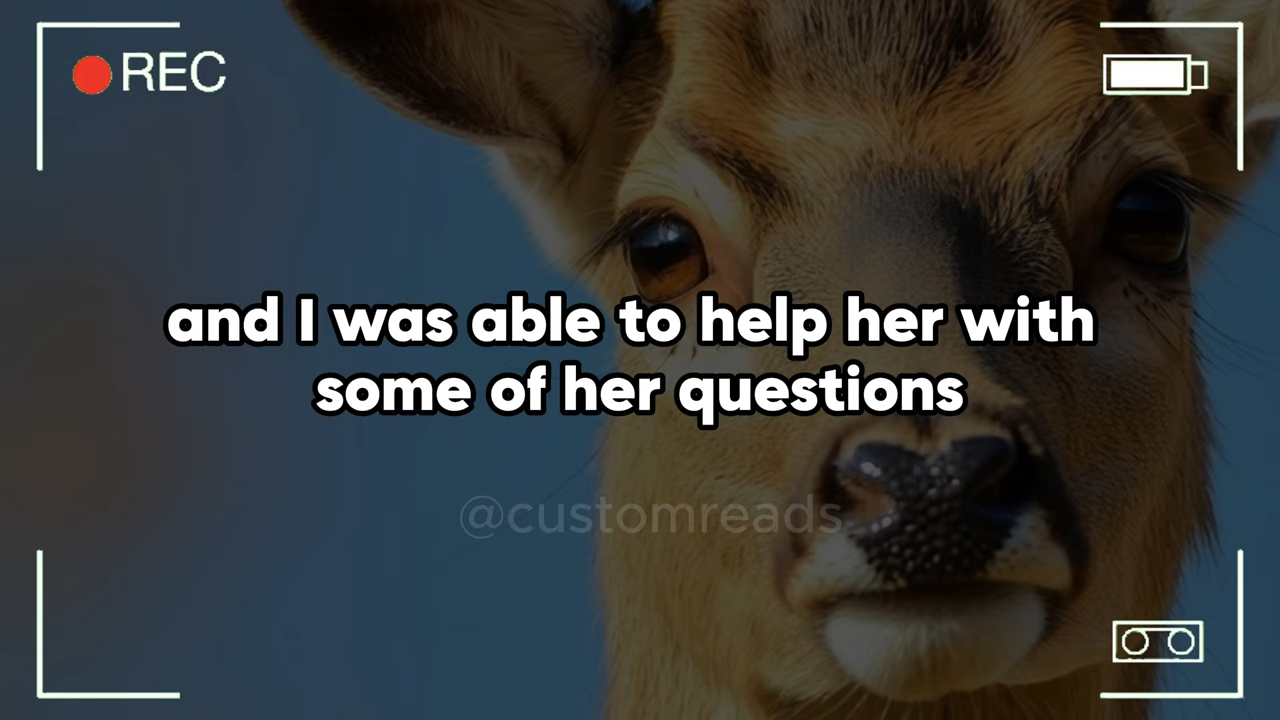 REC
and I was able to help her with
some of her questions
@customreads